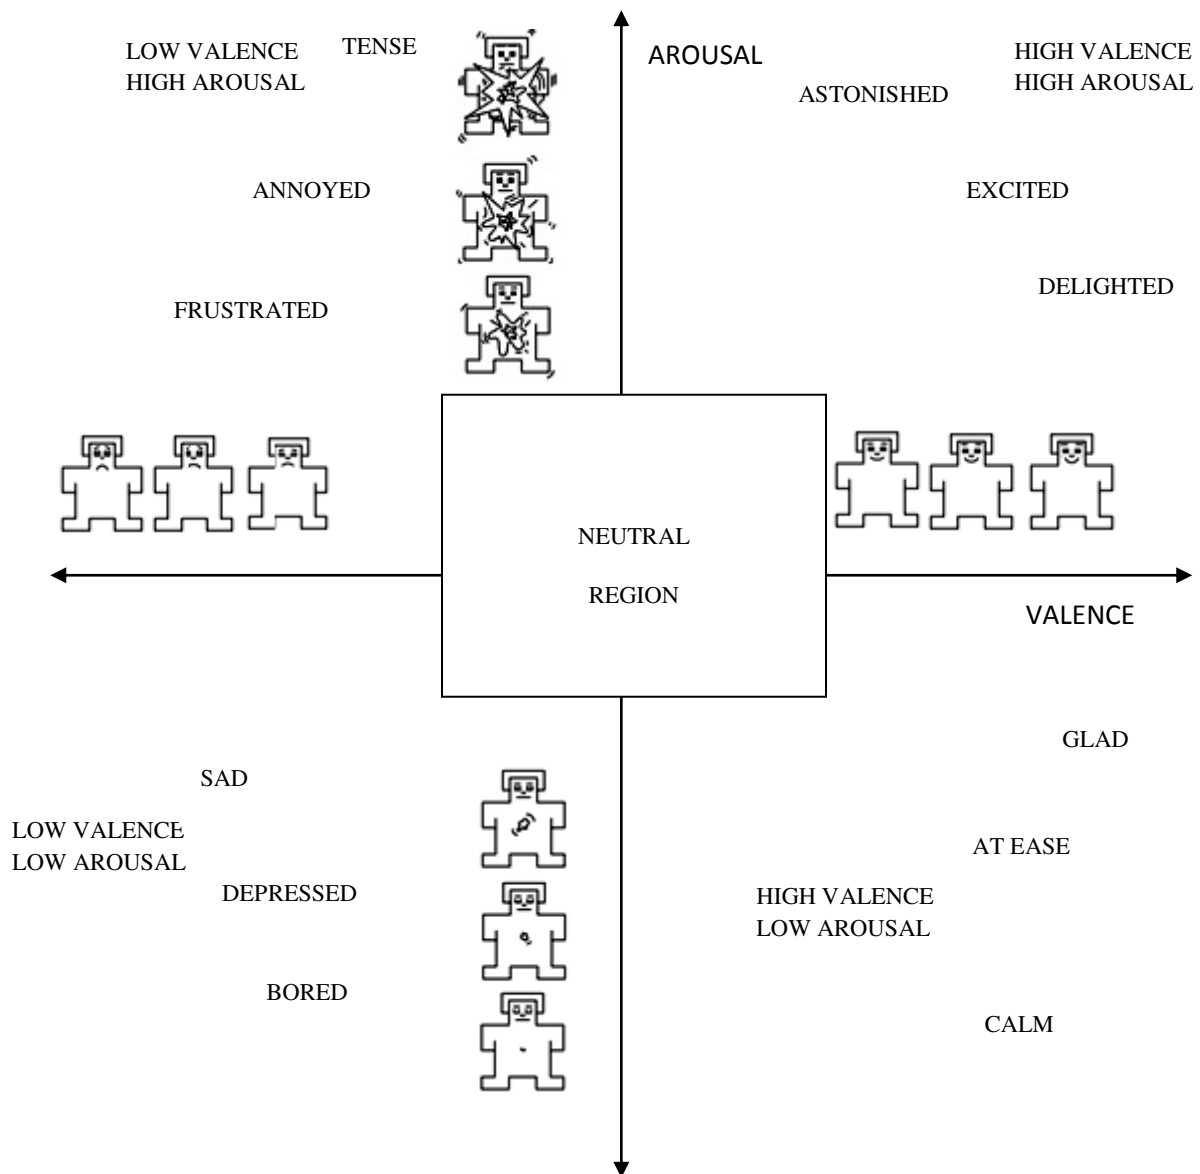 LOW VALENCE
HIGH AROUSAL
TENSE
AROUSAL
HIGH VALENCE
HIGH AROUSAL
ASTONISHED
ANNOYED
EXCITED
FRUSTRATED
DELIGHTED
NEUTRAL
REGION
VALENCE
GLAD
SAD
LOW VALENCE
LOW AROUSAL
AT EASE
DEPRESSED
HIGH VALENCE
LOW AROUSAL
BORED
CALM